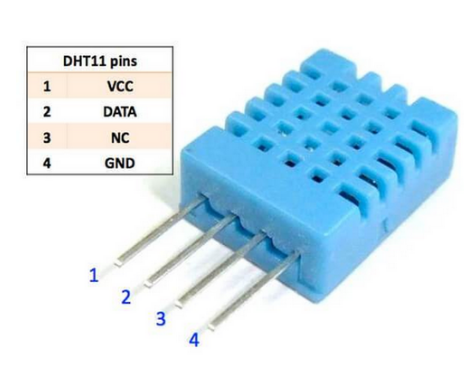 DHT11 pins
1 VCC
2 DATA
3 NC
4 GND
1
2
3
4